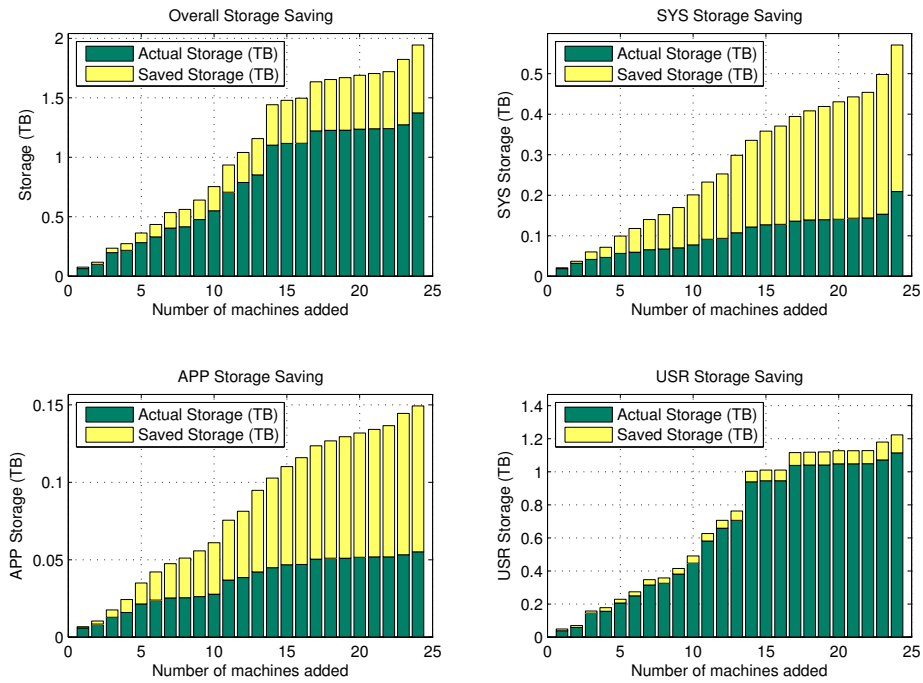 Overall Storage Saving
2
1.5
1
0.5
0
Storage (TB)
Actual Storage (TB)
Saved Storage (TB)
0 5 10 15 20 25
Number of machines added
SYS Storage Saving
0.5
0.4
0.3
0.2
0.1
0
SYS Storage (TB)
Actual Storage (TB)
Saved Storage (TB)
0 5 10 15 20 25
Number of machines added
APP Storage Saving
0.15
0.1
0.05
0
APP Storage (TB)
Actual Storage (TB)
Saved Storage (TB)
0 5 10 15 20 25
Number of machines added
USR Storage Saving
1.4
1.2
1
0.8
0.6
0.4
0.2
0
USR Storage (TB)
Actual Storage (TB)
Saved Storage (TB)
0 5 10 15 20 25
Number of machines added